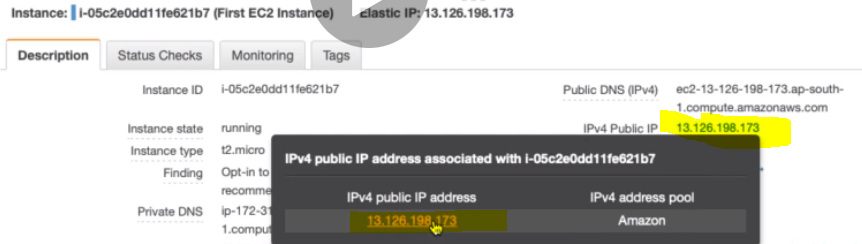 Instance: i-05c2e0dd11fe621b7 (First EC2 Instance) Elastic IP: 13.126.198.173
Description Status Checks Monitoring Tags
Instance ID i-05c2e0dd11fe621b7 Public DNS (IPv4) ec2-13-126-198-173.ap-south-
1.compute.amazonaws.com
Instance state running IPv4 Public IP 13.126.198.173
Instance type t2.micro
IPv4 public IP address associated with i-05c2e0dd11fe621b7
Finding Opt-in to
recomme
IPv4 public IP address IPv4 address pool
Private DNS ip-172-31
13.126.198.173 Amazon
1.comput